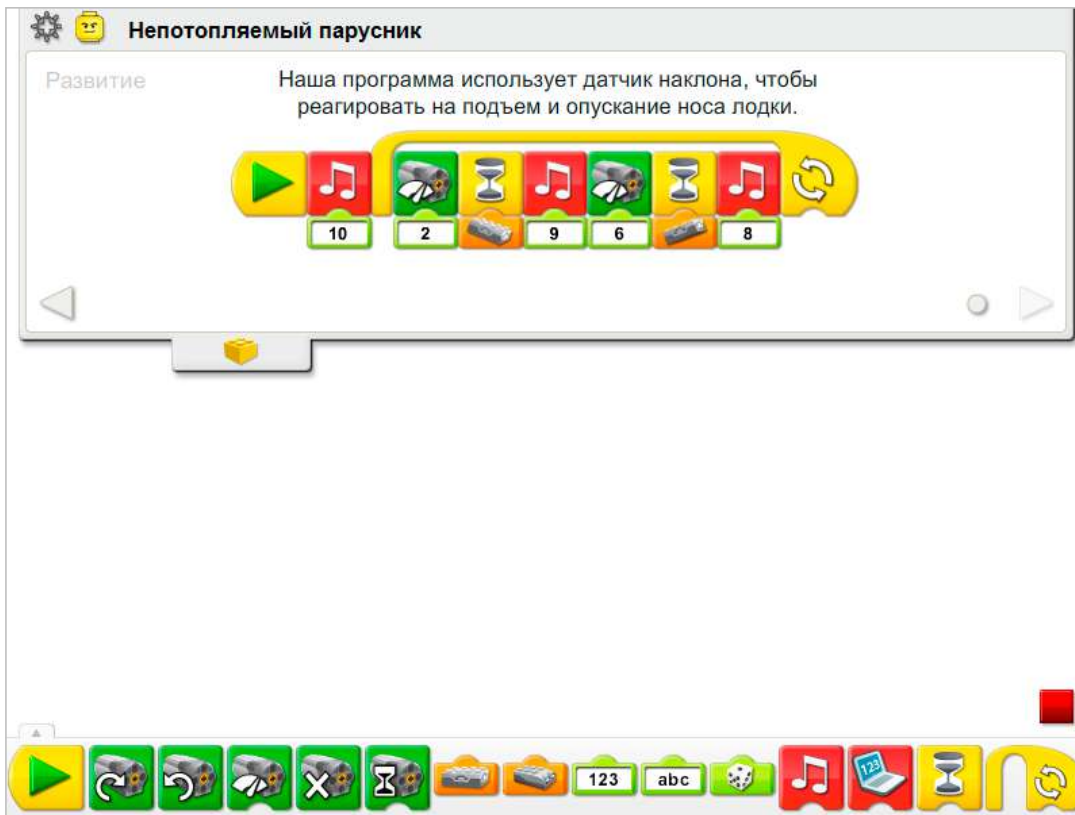 Непотопляемый парусник
Развитие
Наша программа использует датчик наклона, чтобы
реагировать на подъем и опускание носа лодки.
10 2 9 6 8
123 abc 123